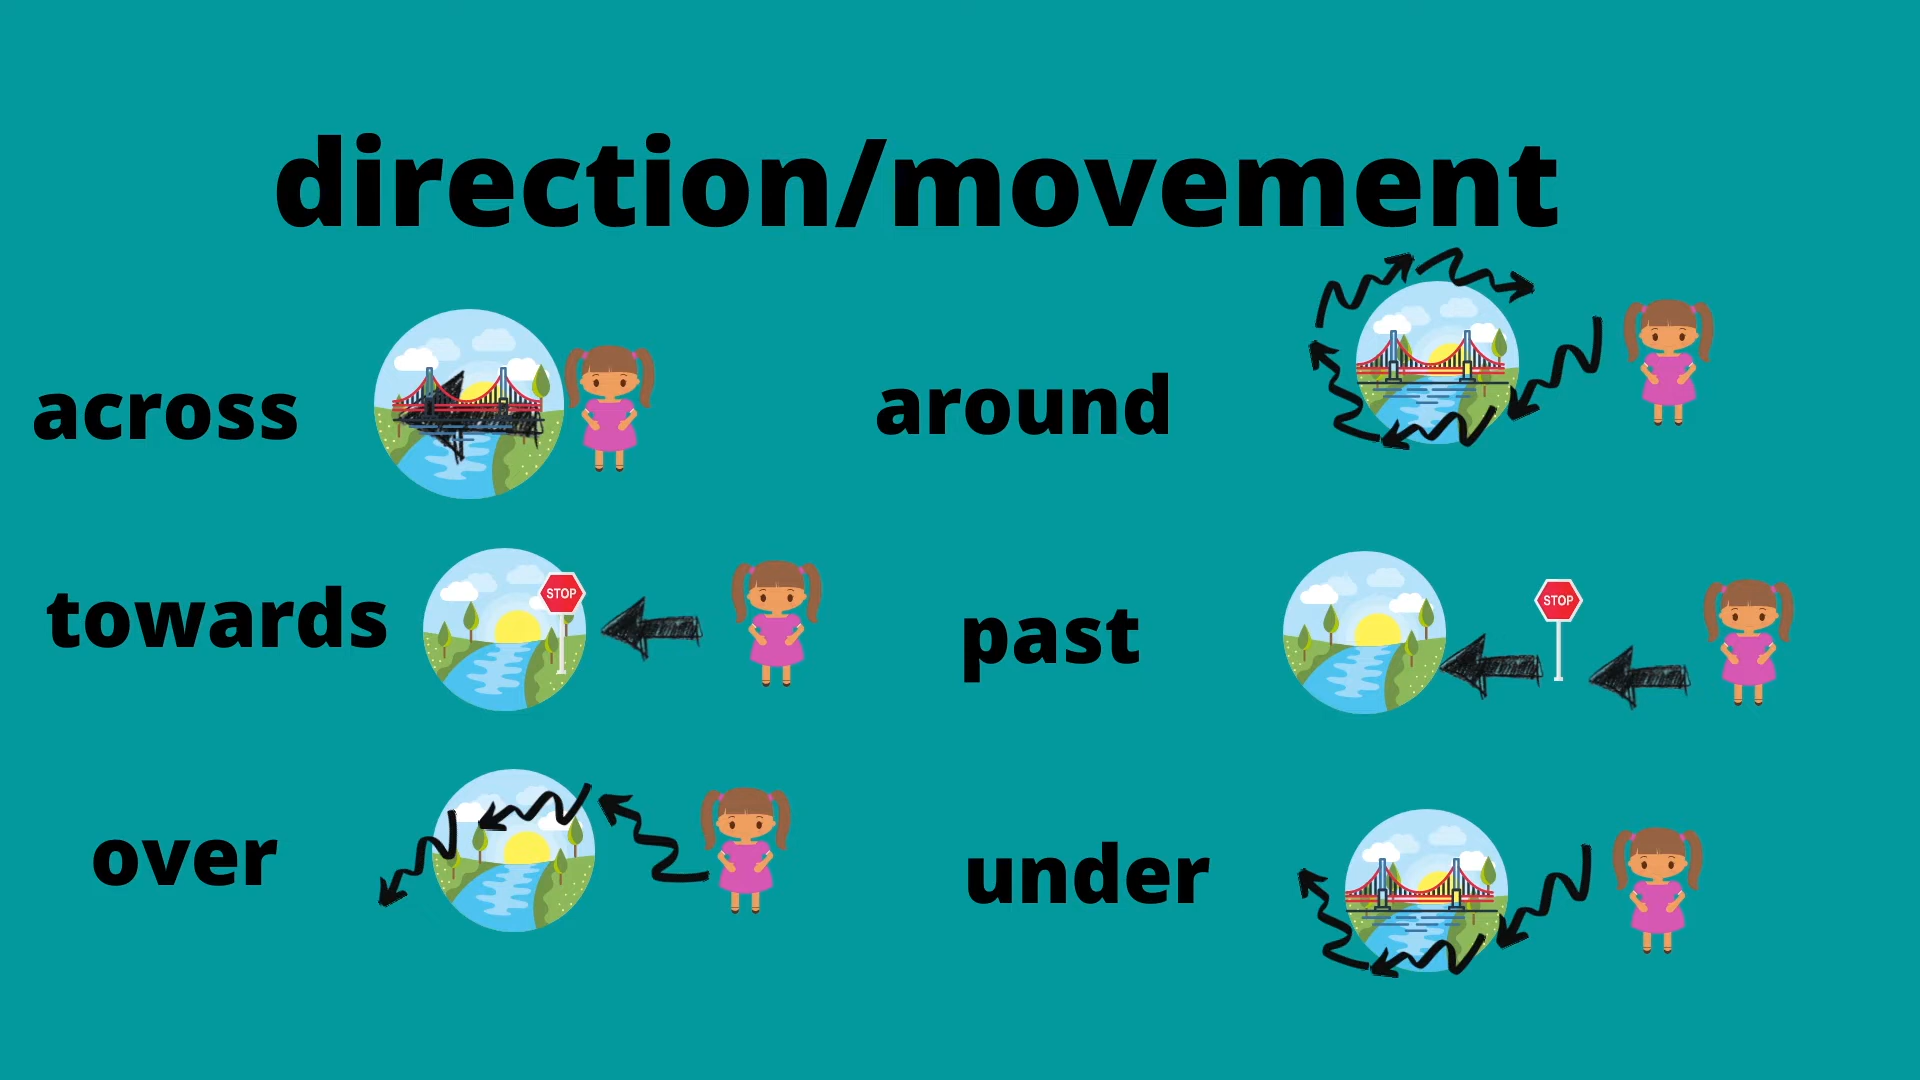 direction/movement
across
around
towards
STOP
past
STOP
over
under